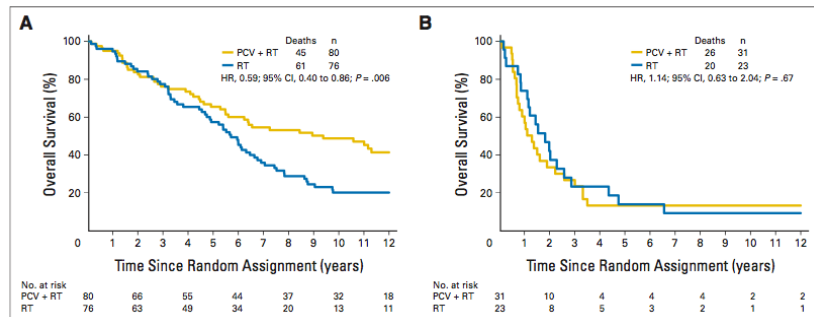 A
Deaths n
PCV + RT 45 80
RT 61 76
HR, 0.59; 95% CI, 0.40 to 0.86; P = .006
Overall Survival (%)
100
80
60
40
20
0 1 2 3 4 5 6 7 8 9 10 11 12
Time Since Random Assignment (years)
No. at risk
PCV + RT 80 66 55 44 37 32 18
RT 76 63 49 34 20 13 11
B
Deaths n
PCV + RT 26 31
RT 20 23
HR, 1.14; 95% CI, 0.63 to 2.04; P = .67
Overall Survival (%)
100
80
60
40
20
0 1 2 3 4 5 6 7 8 9 10 11 12
Time Since Random Assignment (years)
No. at risk
PCV + RT 31 10 4 4 4 2 2
RT 23 8 5 3 2 1 1